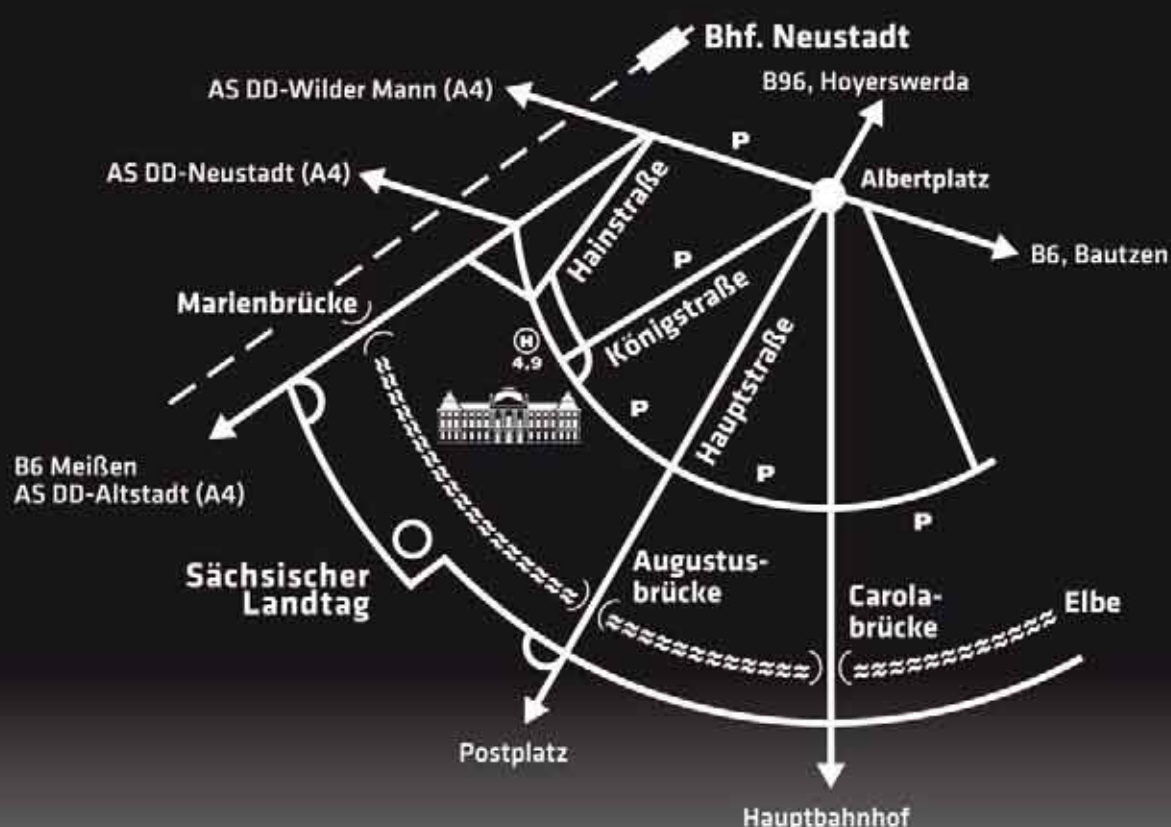 Bhf. Neustadt
AS DD-Wilder Mann (A4)
B96, Hoyerswerda
P
AS DD-Neustadt (A4)
Albertplatz
Hainstraße
P
B6, Bautzen
Marienbrücke
Königstraße
H
4.9
Hauptstraße
P
B6 Meißen
AS DD-Altstadt (A4)
P
P
Sächsischer
Landtag
Augustus-
brücke
Carola-
brücke
Elbe
Postplatz
Hauptbahnhof